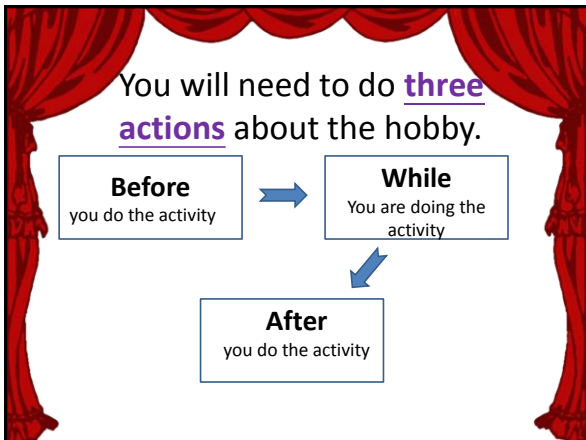 You will need to do three
actions about the hobby.
Before
you do the activity
While
You are doing the
activity
After
you do the activity